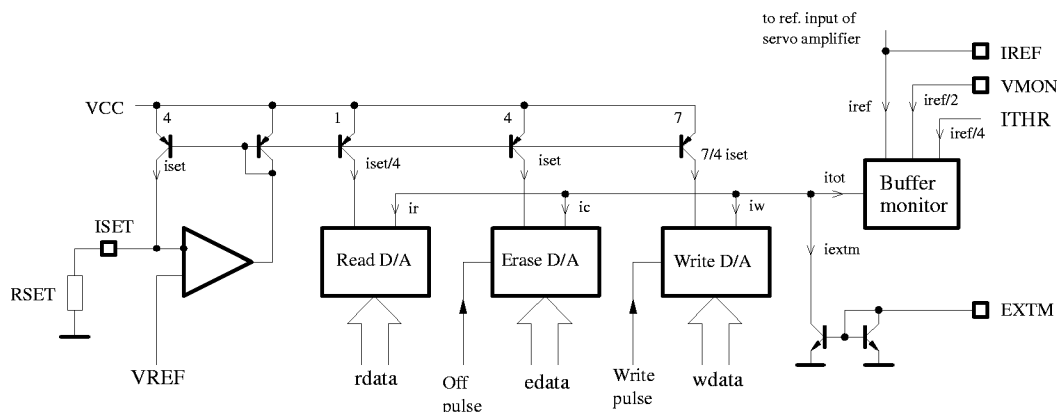 to ref. input of
servo amplifier
IREF
VMON
ITHR
iref
iref/2
iref/4
VCC
4
1
4
7
iset
iset/4
iset
7/4 iset
itot
Buffer
monitor
ir
ic
iw
ISET
iextm
Read D/A
Erase D/A
Write D/A
RSET
EXTM
VREF
rdata
Off
pulse
edata
Write
pulse
wdata